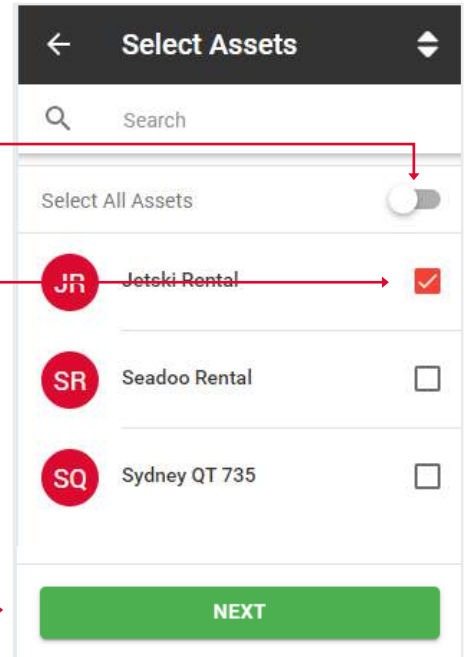 Select Assets
Search
Select All Assets
JR Jetski Rental
SR Seadoo Rental
SQ Sydney QT 735
NEXT